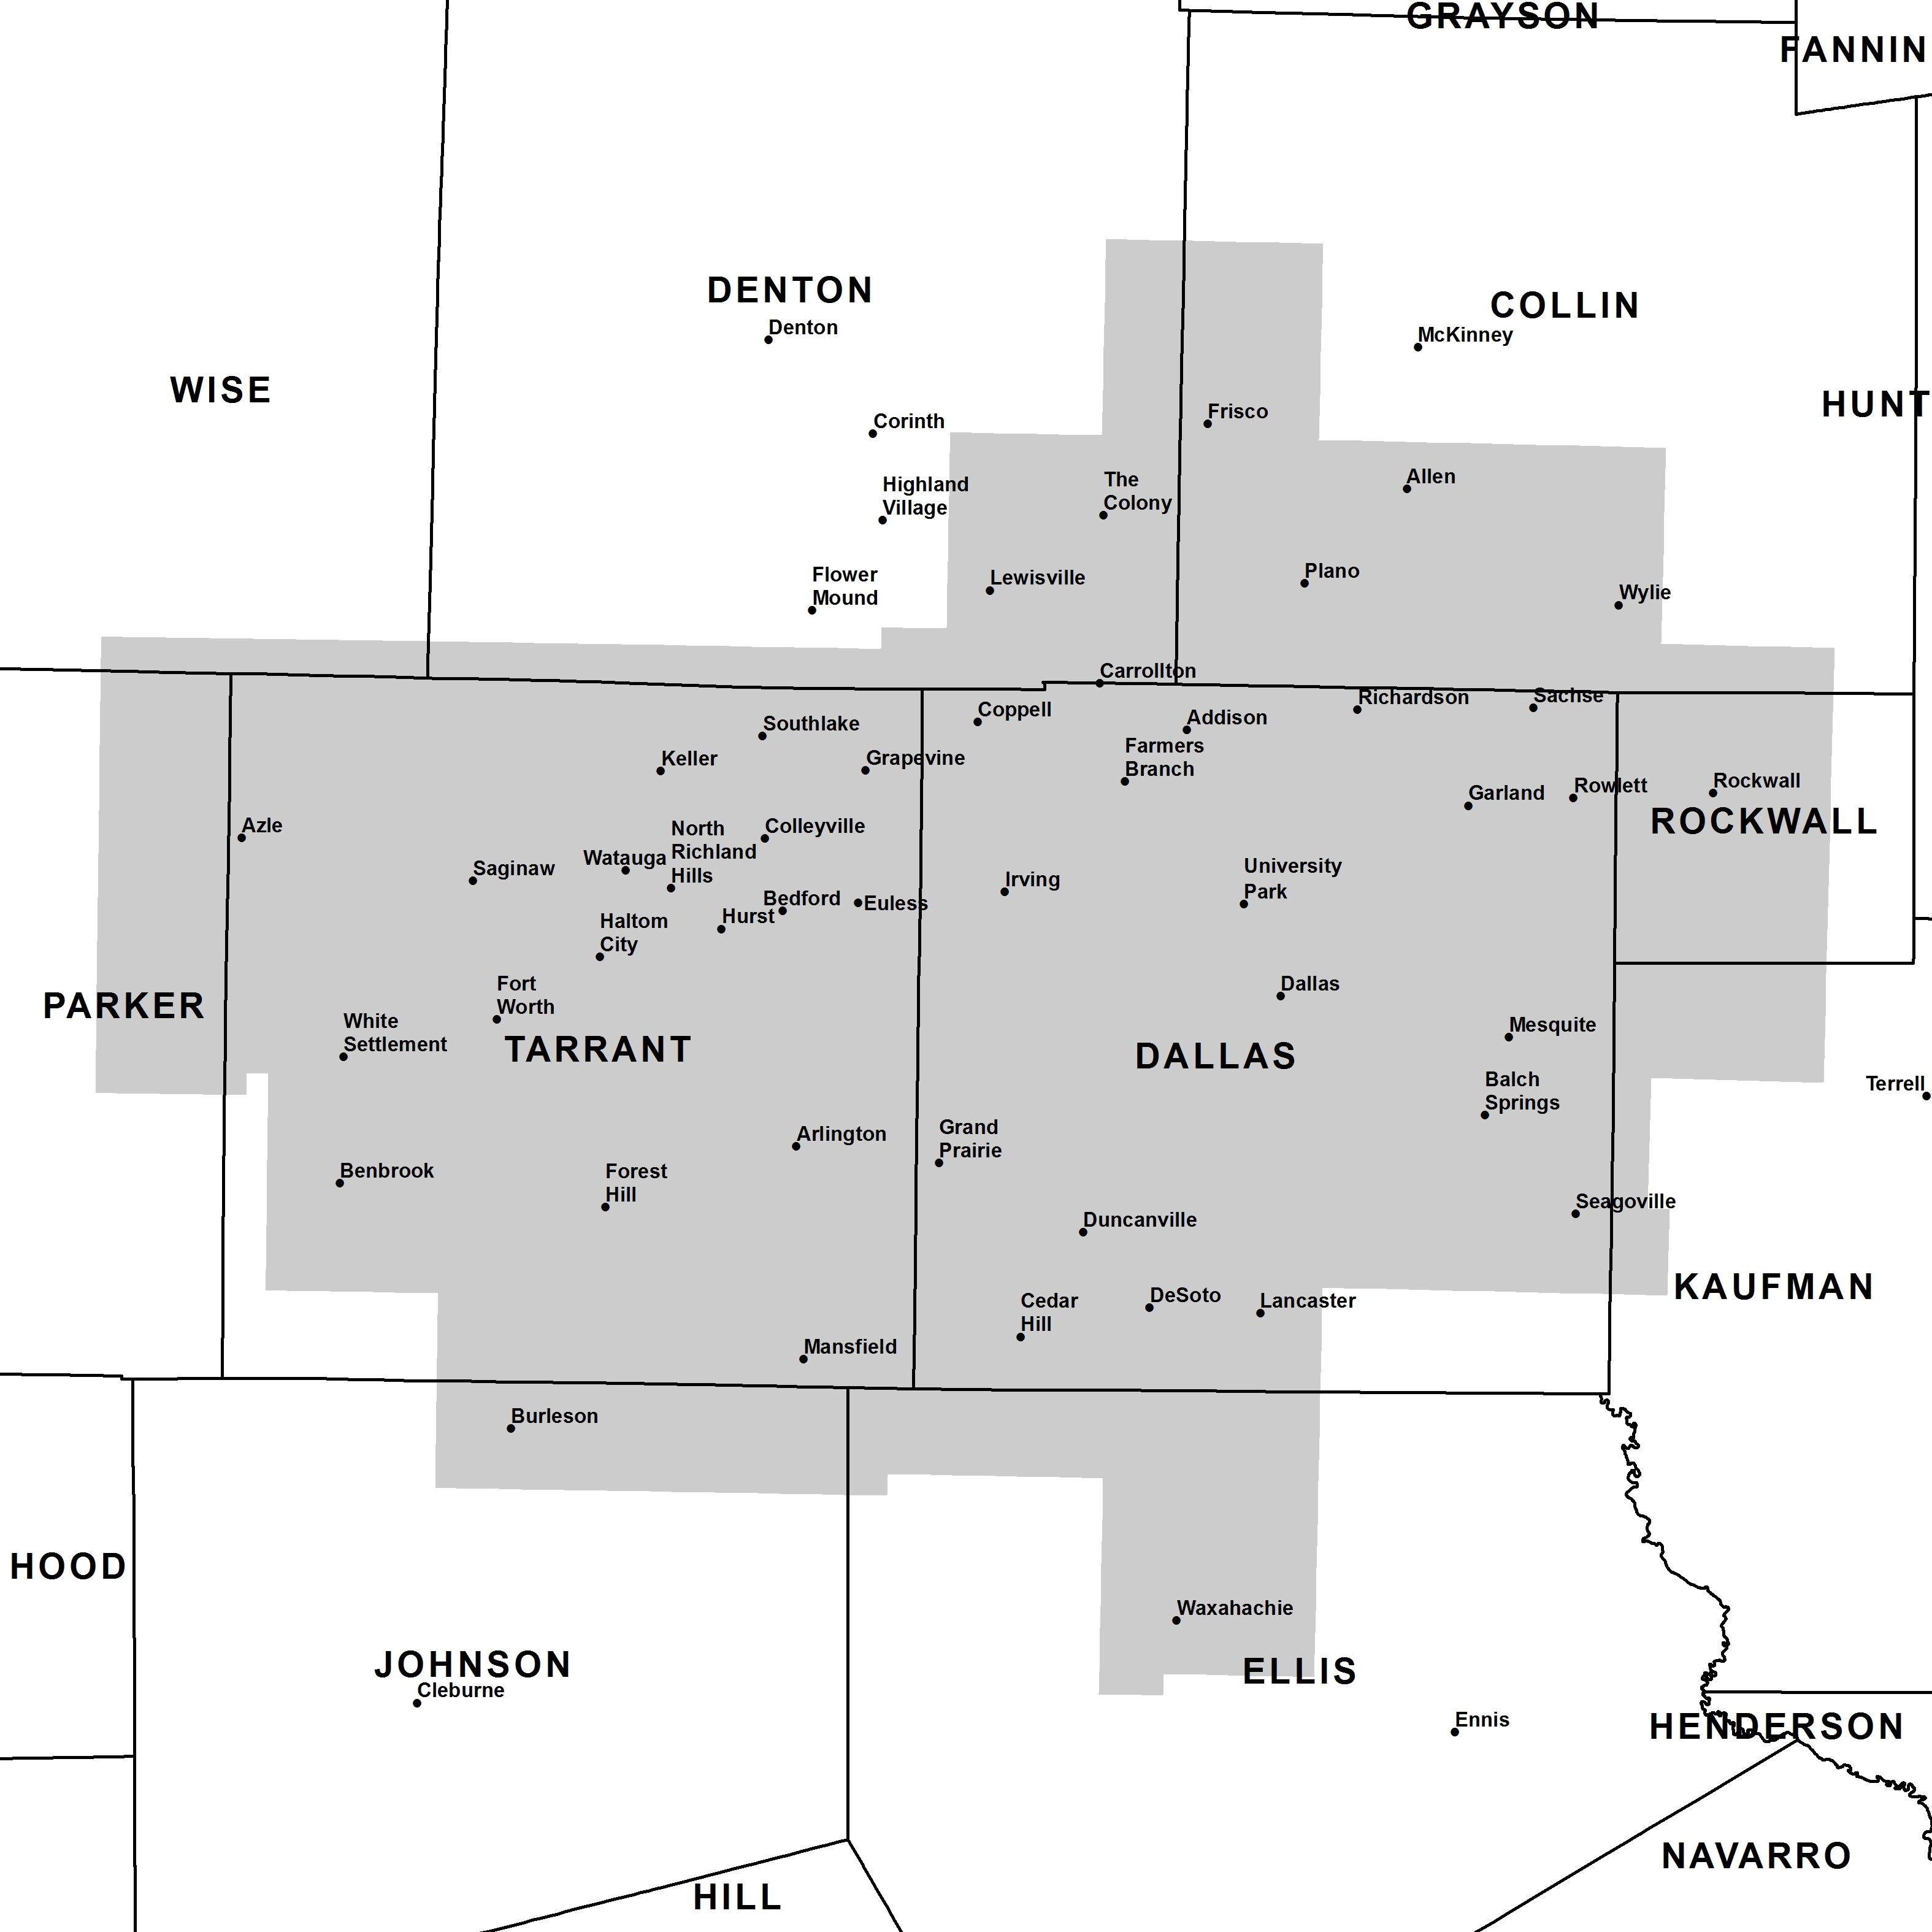 GRAYSON
FANNIN
DENTON
Denton
COLLIN
McKinney
WISE
HUNT
Frisco
Corinth
The
Colony
Allen
Highland
Village
Flower
Mound
Lewisville
Plano
Wylie
Carrollton
Richardson
Sachse
Coppell
Addison
Southlake
Farmers
Branch
Keller
Grapevine
Garland
Rowlett
Rockwall
ROCKWALL
Azle
North
Richland
Hills
Colleyville
Watauga
Saginaw
University
Park
Irving
Bedford
Euless
Hurst
Haltom
City
Fort
Worth
Dallas
PARKER
White
Settlement
TARRANT
DALLAS
Mesquite
Balch
Springs
Terrell
Arlington
Grand
Prairie
Benbrook
Forest
Hill
Seagoville
Duncanville
KAUFMAN
Cedar
Hill
DeSoto
Lancaster
Mansfield
Burleson
HOOD
Waxahachie
JOHNSON
Cleburne
ELLIS
Ennis
HENDERSON
NAVARRO
HILL